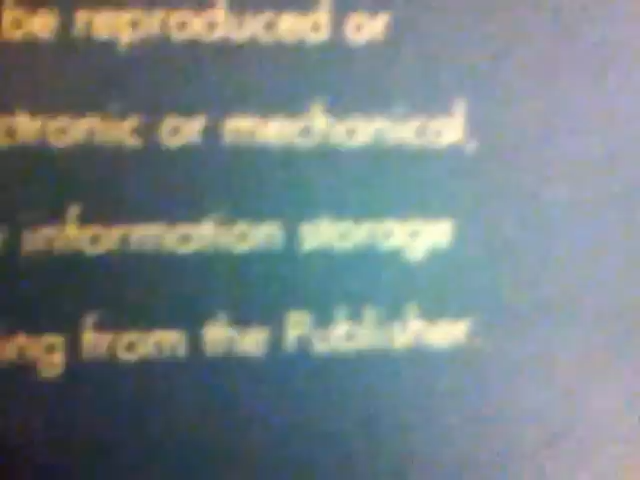 be reproduced or
ctronic or mechanical,
information storage
ing from the Publisher.